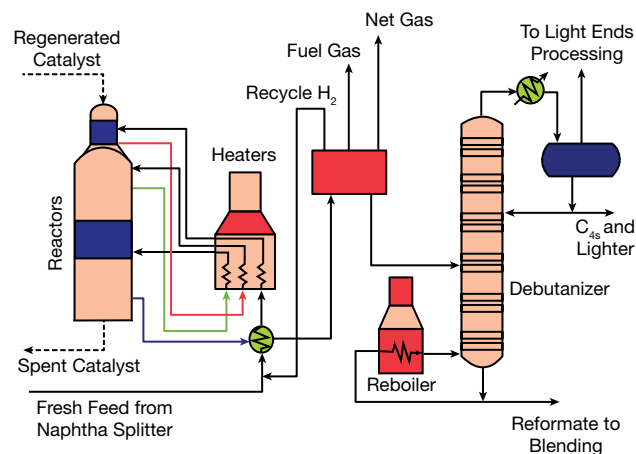 Net Gas
To Light Ends
Processing
Regenerated
Catalyst
Fuel Gas
Recycle H₂
Heaters
Reactors
C₄s and
Lighter
Debutanizer
Spent Catalyst
Reboiler
Fresh Feed from
Naphtha Splitter
Reformate to
Blending